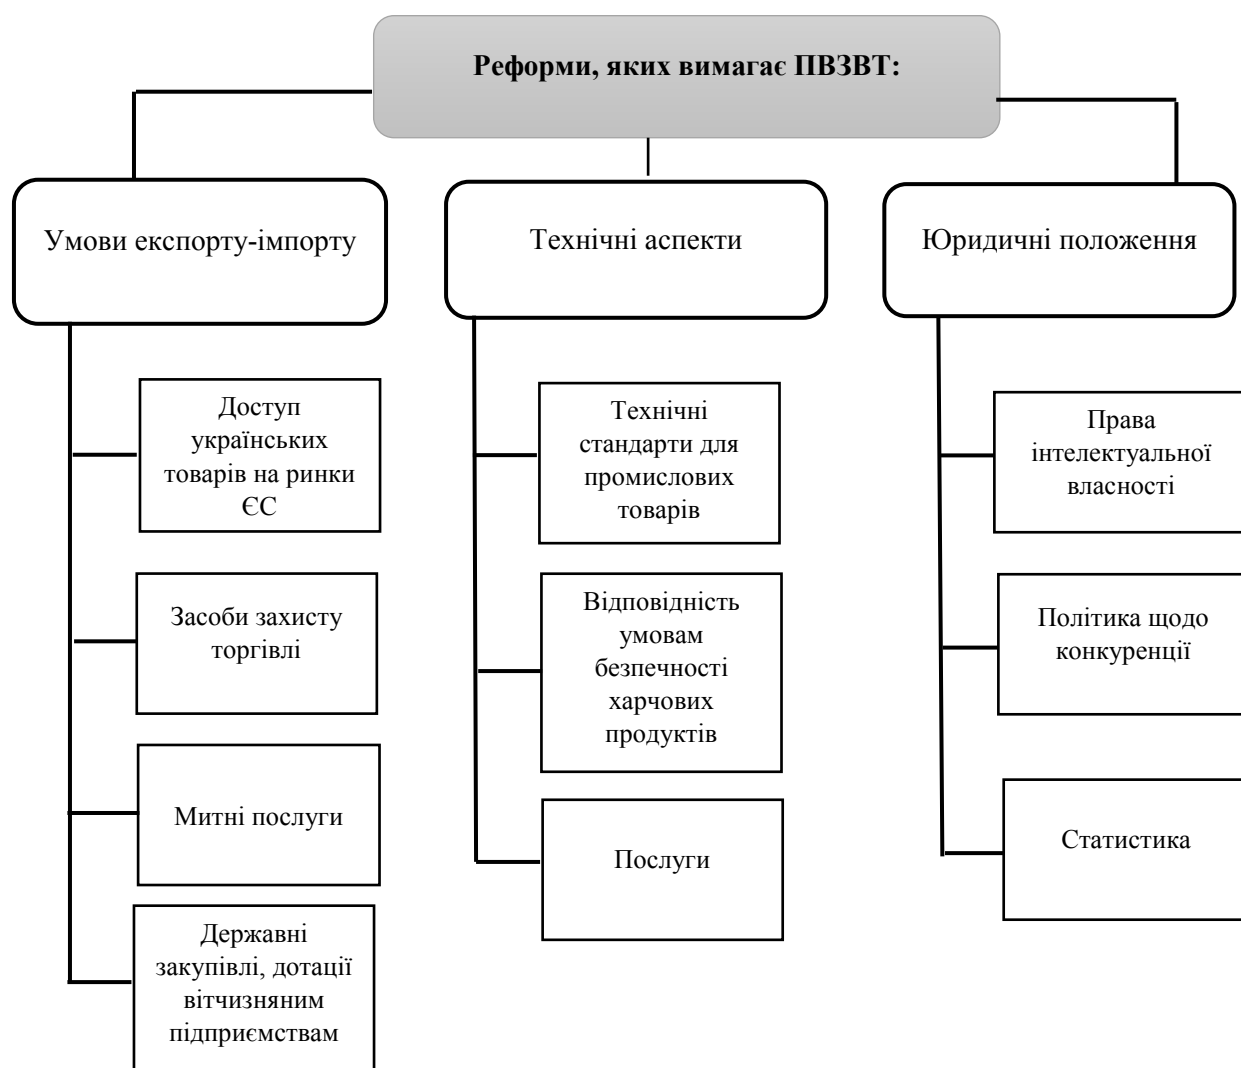 Реформи, яких вимагає ПВЗВТ:
Умови експорту-імпорту
Технічні аспекти
Юридичні положення
Доступ
українських
товарів на ринки
ЄС
Засоби захисту
торгівлі
Митні послуги
Державні
закупівлі, дотації
вітчизняним
підприємствам
Технічні
стандарти для
промислових
товарів
Відповідність
умовам
безпечності
харчових
продуктів
Послуги
Права
інтелектуальної
власності
Політика щодо
конкуренції
Статистика